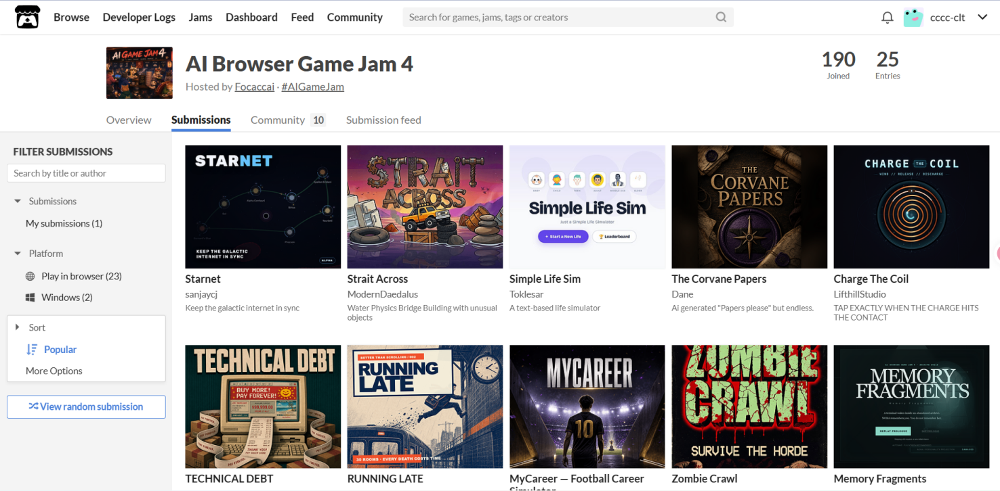 Browse Developer Logs Jams Dashboard Feed Community Search for games, jams, tags or creators cccc-clt
AI GAME JAM 4
AI Browser Game Jam 4
Hosted by Focaccai · #AIGameJam
190 Joined
25 Entries
Overview Submissions Community 10 Submission feed
FILTER SUBMISSIONS
Search by title or author
Submissions
My submissions (1)
Platform
Play in browser (23)
Windows (2)
Sort
Popular
More Options
View random submission
STARNET
KEEP THE GALACTIC
INTERNET IN SYNC
ALPHA
Starnet
sanjaycj
Keep the galactic internet in sync
STRAIT
ACROSS
Strait Across
ModernDaedalus
Water Physics Bridge Building with unusual
objects
Simple Life Sim
Just a Simple Life Simulator
+ Start a New Life
Leaderboard
Simple Life Sim
Toklesar
A text-based life simulator
THE
CORVANE
PAPERS
The Corvane Papers
Dane
Ai generated "Papers please" but endless.
CHARGE THE COIL
WIND // RELEASE // DISCHARGE
Charge The Coil
LifthillStudio
TAP EXACTLY WHEN THE CHARGE HITS
THE CONTACT
TECHNICAL DEBT
BUY MORE!
PAY FOREVER!
PAY FOREVER.
THANK YOU
TECHNICAL DEBT
BETTER THAN SCROLLING / 002
RUNNING
LATE
30 ROOMS · EVERY DEATH COSTS TIME
RUNNING LATE
MYCAREER
10
MyCareer — Football Career
Simulator
ZOMBIE
CRAWL
SURVIVE THE HORDE
Zombie Crawl
MEMORY
FRAGMENTS
Memory Fragments
REPLAY PROLOGUE
Memory Fragments